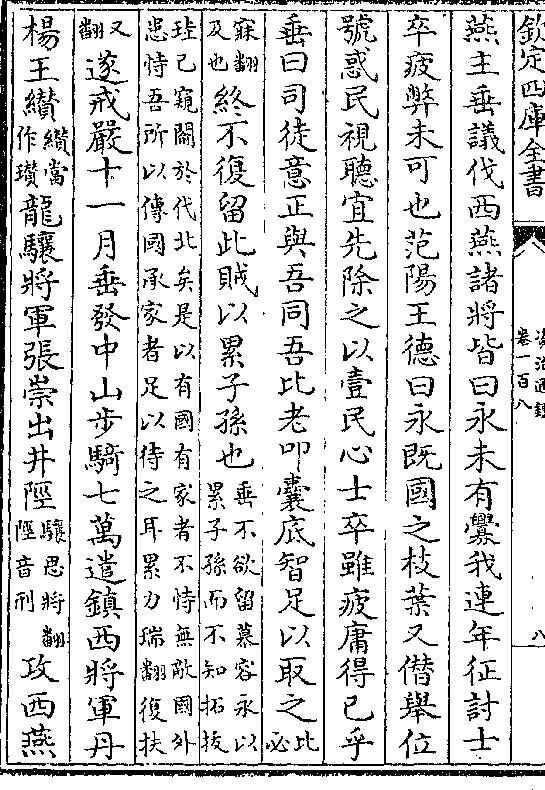 欽定四庫全書
資治通鑑
卷一百八
八
燕主垂議伐西燕諸將皆曰永未有釁我連年征討士
卒疲弊未可也范陽王德曰永既國之枝葉又僭舉位
號惑民視聽宜先除之以壹民心士卒雖疲庸得已乎
垂曰司徒意正與吾同吾比老叩囊底智足以取之比必
寐翻及也
終不復留此賊以累子孫也垂不欲留慕容永以累子孫而不知拓抜
珪已窺闗於代北矣是以有國有家者不恃無敵國外
患恃吾所以傳國承家者足以待之耳累力瑞翻復扶
又翻
遂戒嚴十一月垂發中山步騎七萬遣鎮西將軍丹
楊王纉纉當作瓚龍驤將軍張崇出井陘驤思將翻陘音刑攻西燕